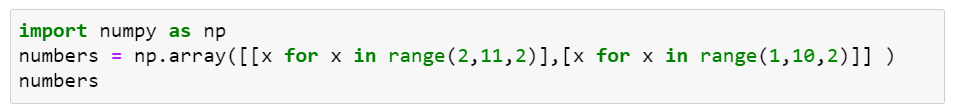 import numpy as np
numbers = np.array([[x for x in range(2,11,2)],[x for x in range(1,10,2)]] )
numbers